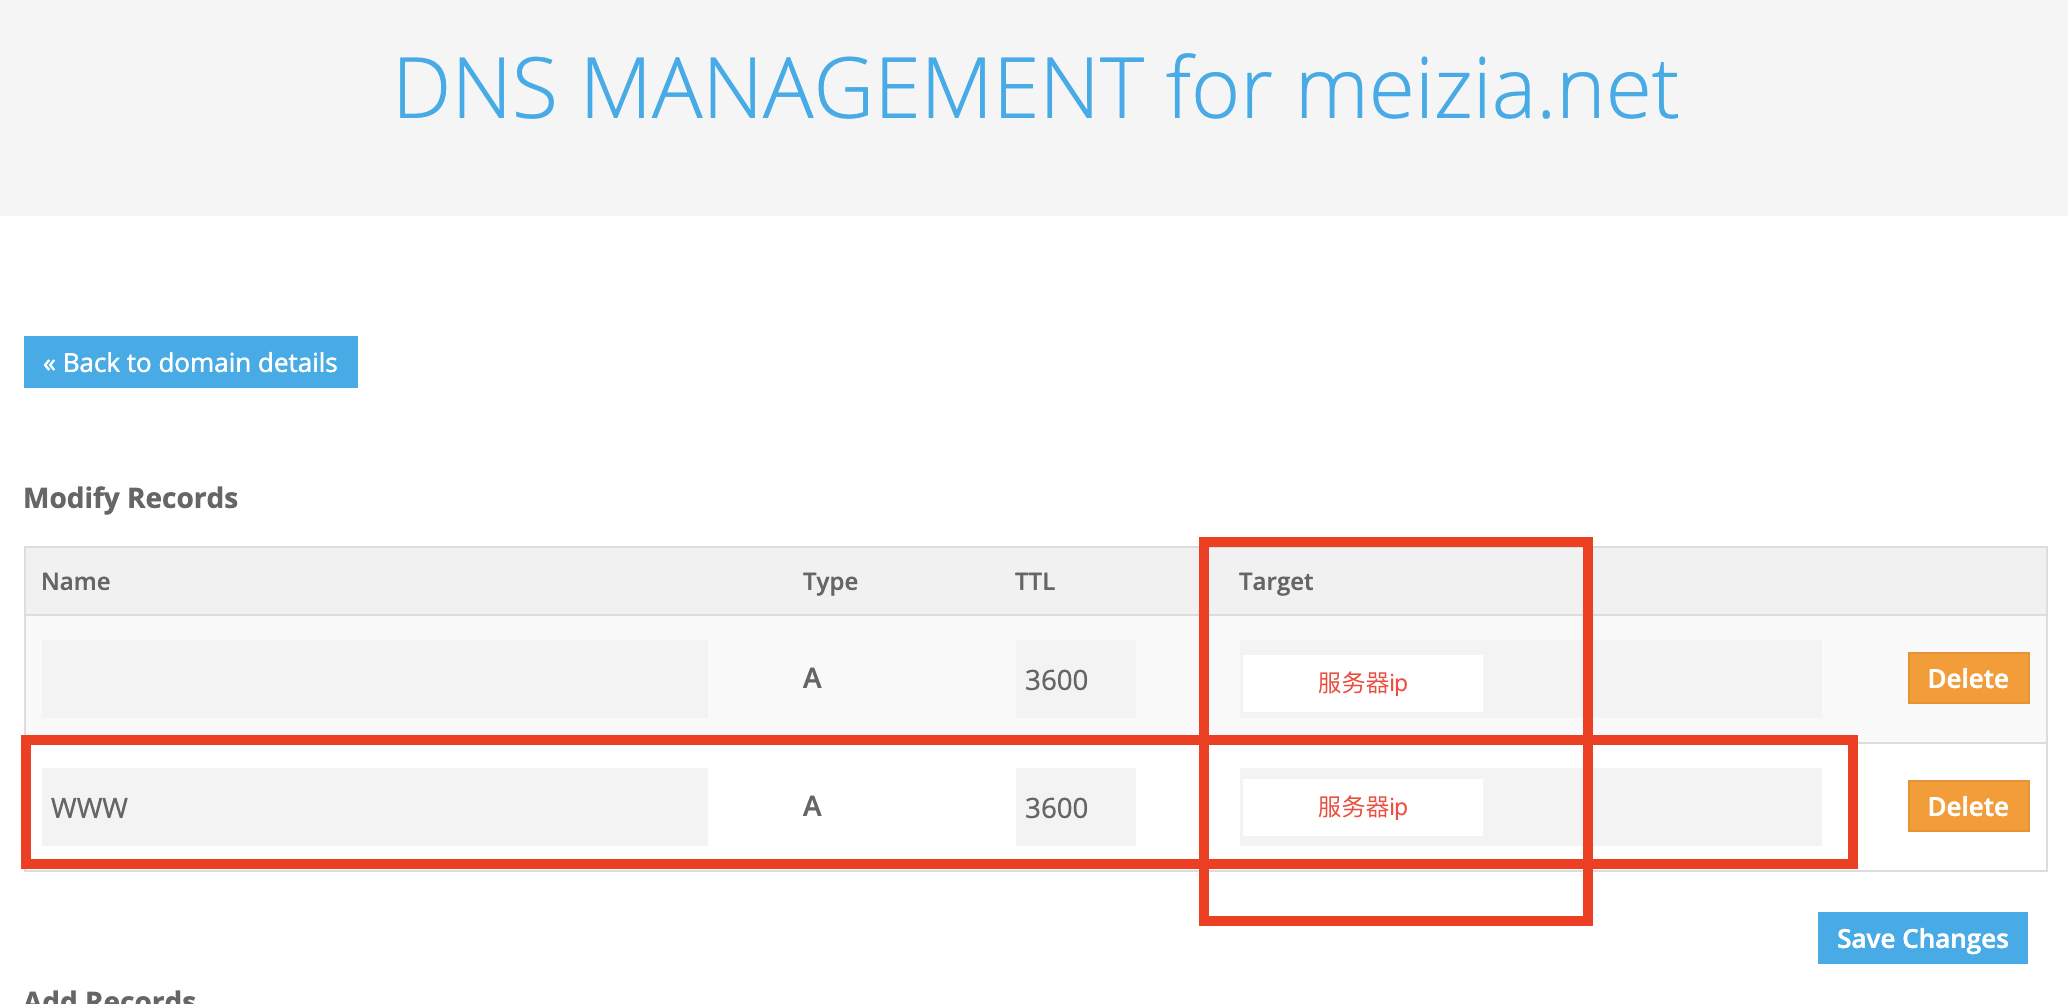 DNS MANAGEMENT for meizia.net
« Back to domain details
Modify Records
Name Type TTL Target
A 3600 服务器ip Delete
WWW A 3600 服务器ip Delete
Save Changes
Add Records